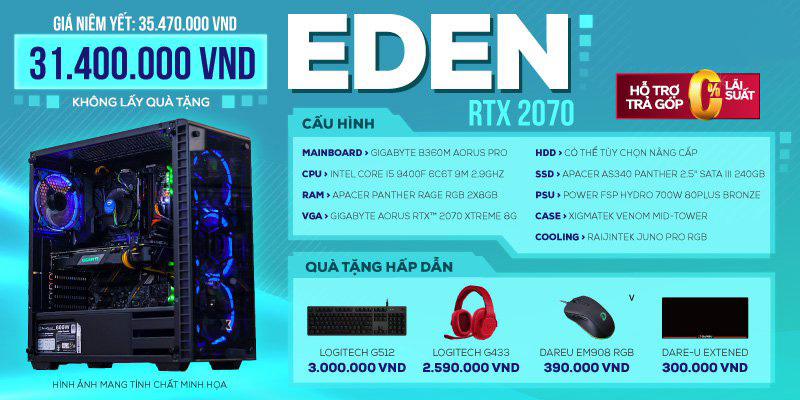 GIÁ NIÊM YẾT: 35.470.000 VND
31.400.000 VND
KHÔNG LẤY QUÀ TẶNG
EDEN
RTX 2070
HỖ TRỢ
TRẢ GÓP
0%
LÃI
SUẤT
CẤU HÌNH
MAINBOARD > GIGABYTE B360M AORUS PRO
CPU > INTEL CORE I5 9400F 6C6T 9M 2.9GHZ
RAM > APACER PANTHER RAGE RGB 2X8GB
VGA > GIGABYTE AORUS RTX™ 2070 XTREME 8G
HDD > CÓ THỂ TÙY CHỌN NÂNG CẤP
SSD > APACER AS340 PANTHER 2.5" SATA III 240GB
PSU > POWER FSP HYDRO 700W 80PLUS BRONZE
CASE > XIGMATEK VENOM MID-TOWER
COOLING > RAIJINTEK JUNO PRO RGB
QUÀ TẶNG HẤP DẪN
V
LOGITECH G512
3.000.000 VND
LOGITECH G433
2.590.000 VND
DAREU EM908 RGB
390.000 VND
DARE-U EXTENED
300.000 VND
600W
HÌNH ẢNH MANG TÍNH CHẤT MINH HỌA